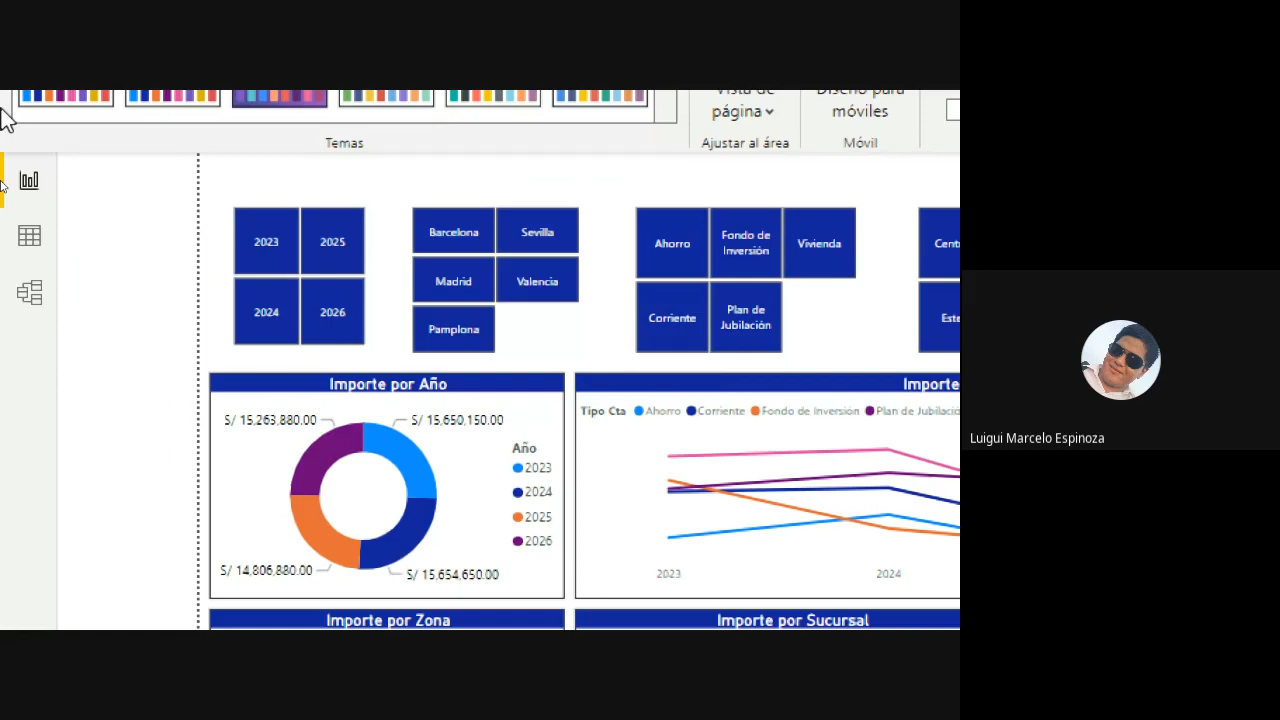 Vista de
página
Diseño para
móviles
Temas
Ajustar al área
Móvil
2023
2025
2024
2026
Barcelona
Sevilla
Madrid
Valencia
Pamplona
Ahorro
Fondo de
Inversión
Vivienda
Corriente
Plan de
Jubilación
Cent
Este
Importe por Año
S/ 15,263,880.00
S/ 15,650,150.00
Año
2023
2024
2025
2026
S/ 14,806,880.00
S/ 15,654,650.00
Importe
Tipo Cta
Ahorro
Corriente
Fondo de Inversión
Plan de Jubilacio
2023
2024
Importe por Zona
Importe por Sucursal
Luigui Marcelo Espinoza